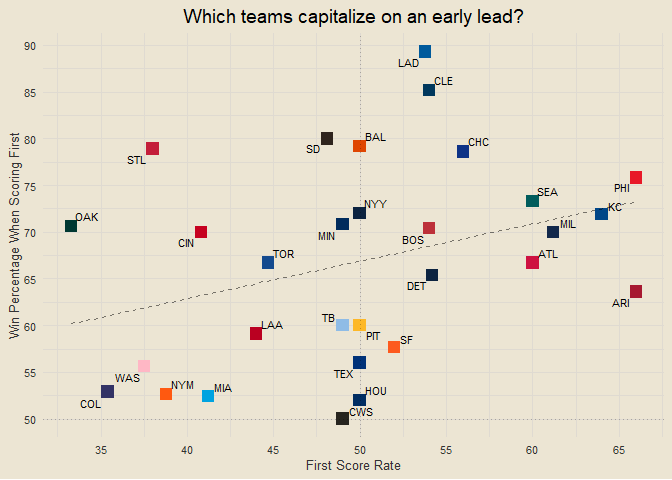 Which teams capitalize on an early lead?
Win Percentage When Scoring First
90
85
80
75
70
65
60
55
50
LAD
CLE
STL
SD
BAL
CHC
PHI
OAK
CIN
NYY
MIN
BOS
SEA
KC
MIL
TOR
DET
ATL
ARI
LAA
TB
PIT
SF
WAS
TEX
COL
NYM
MIA
HOU
CWS
35
40
45
50
55
60
65
First Score Rate